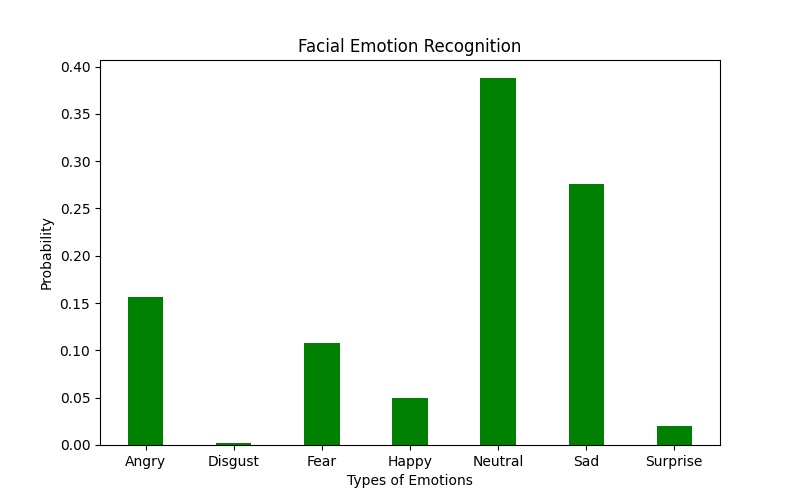 Facial Emotion Recognition
0.40
0.35
0.30
0.25
0.20
0.15
0.10
0.05
0.00
Probability
Angry Disgust Fear Happy Neutral Sad Surprise
Types of Emotions